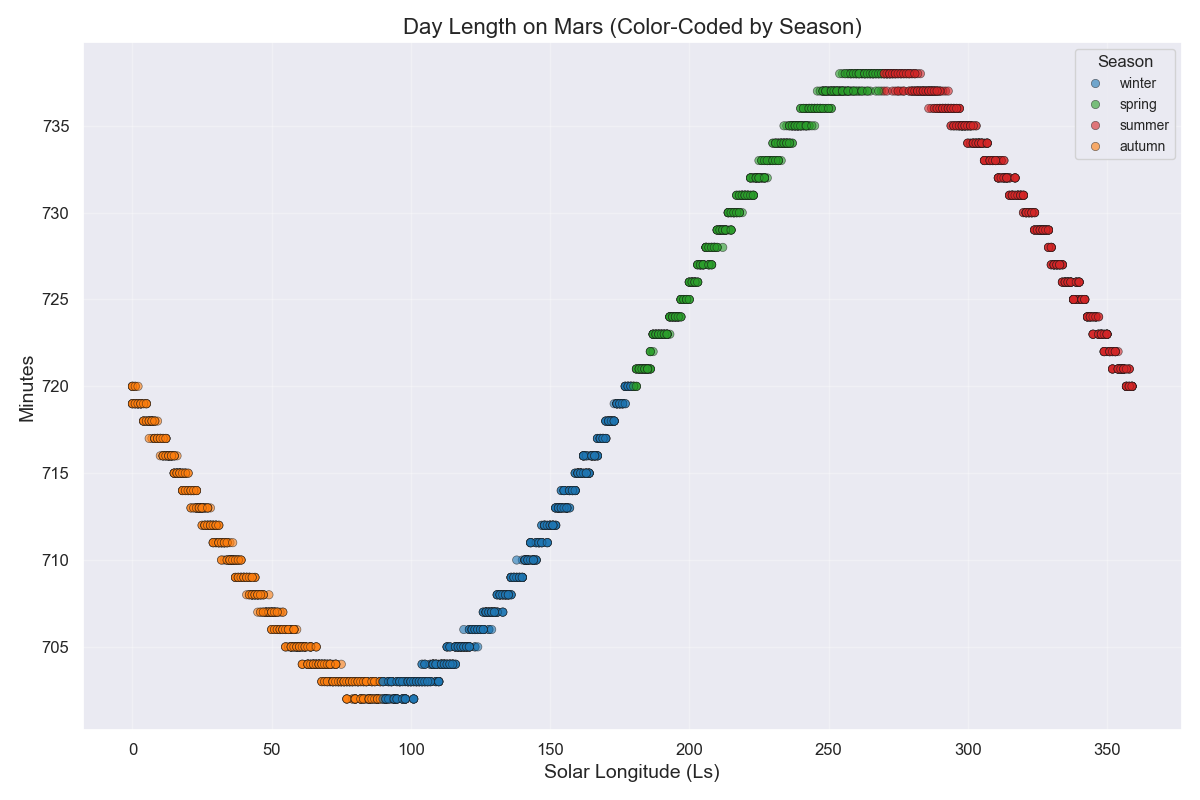 Day Length on Mars (Color-Coded by Season)
Season
winter
spring
summer
autumn
Minutes
735
730
725
720
715
710
705
0 50 100 150 200 250 300 350
Solar Longitude (Ls)